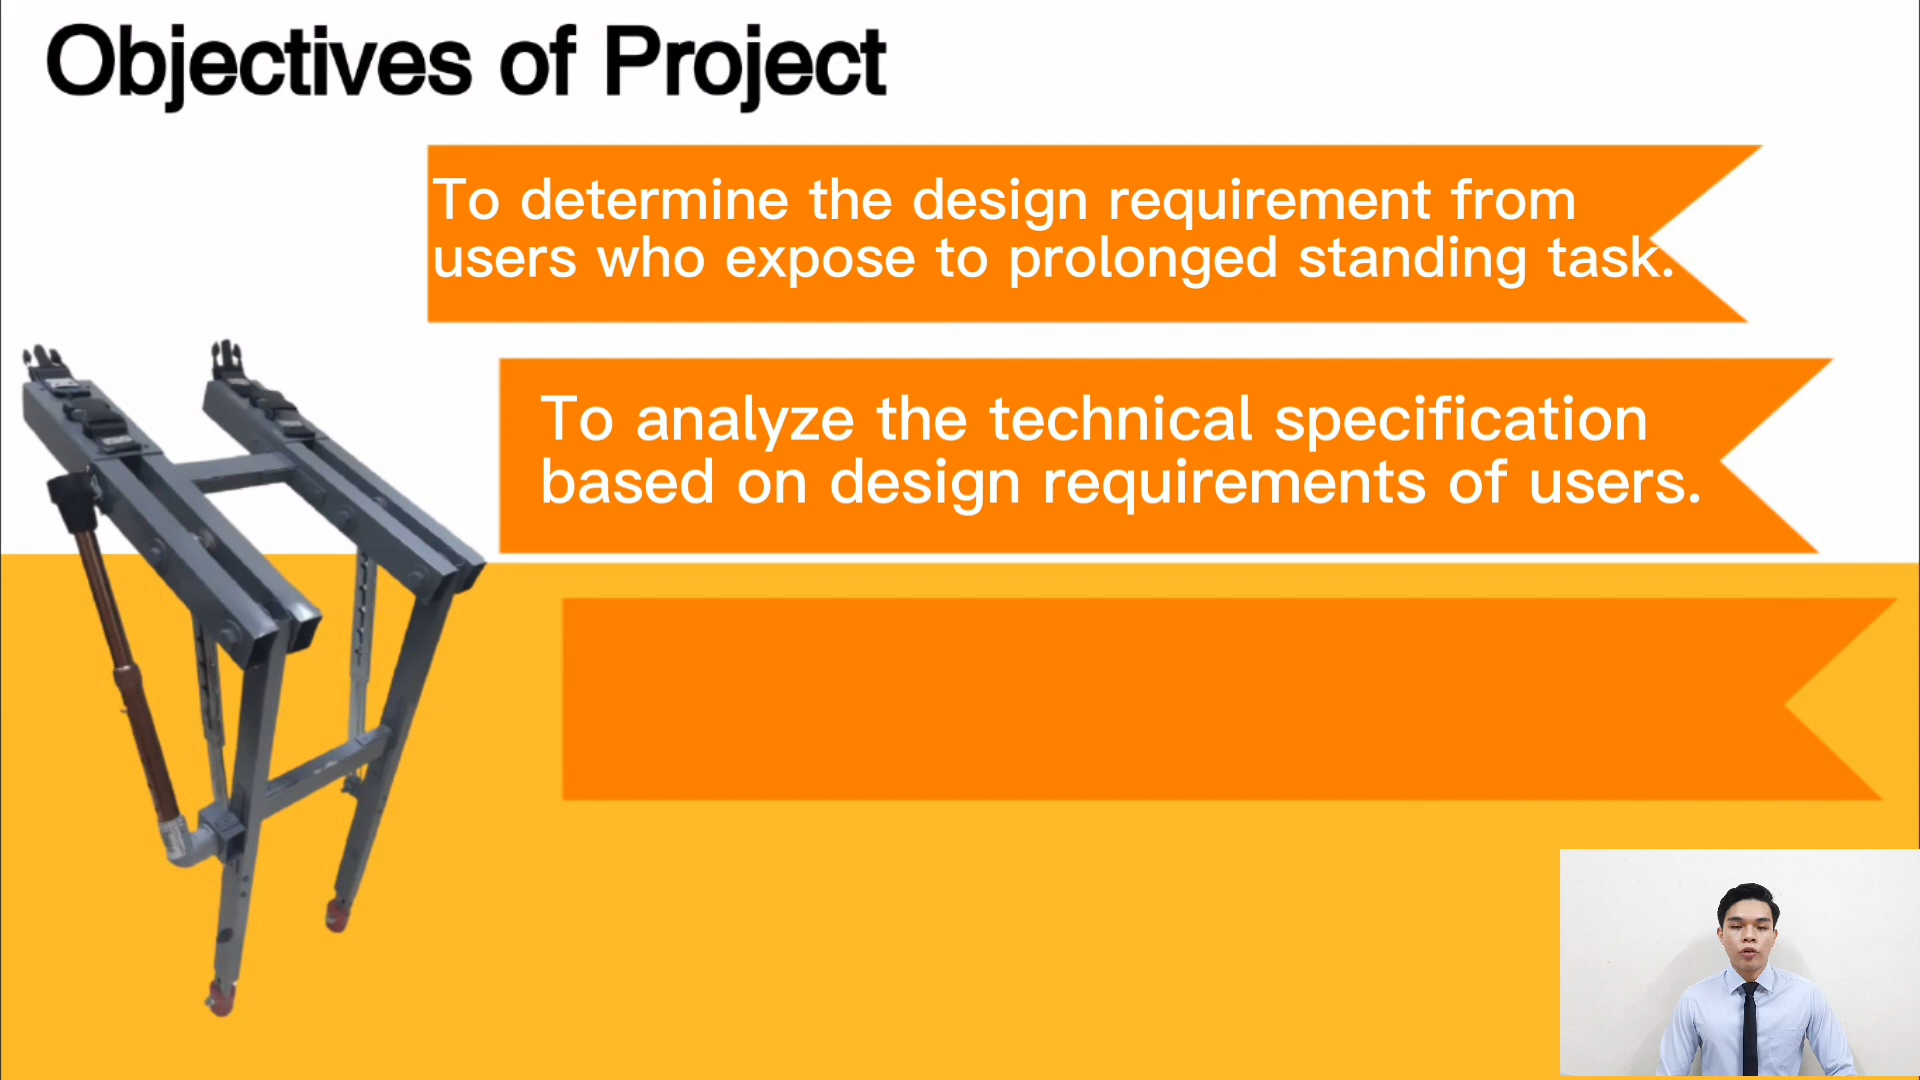 Objectives of Project
To determine the design requirement from
users who expose to prolonged standing task.
To analyze the technical specification
based on design requirements of users.